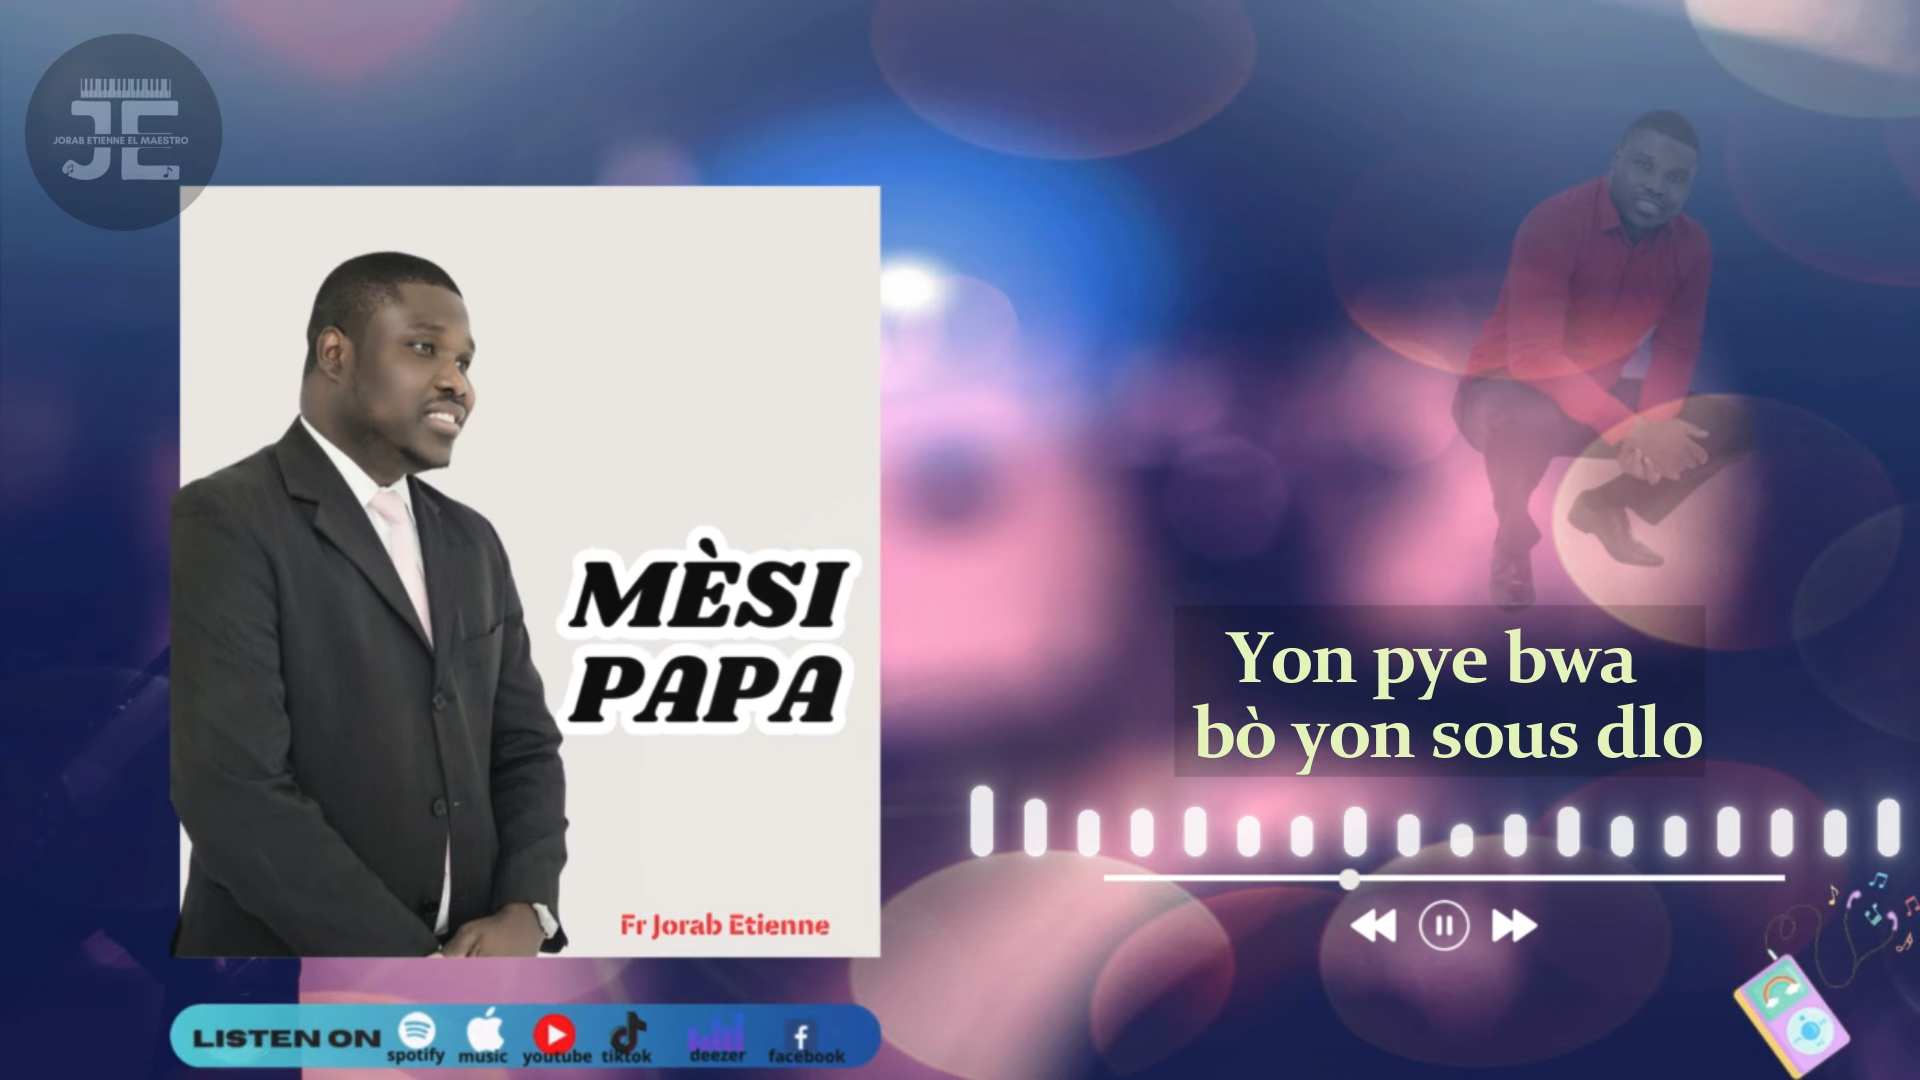 JE
JORAB ETIENNE EL MAESTRO
MÈSI
PAPA
Fr Jorab Etienne
Yon pye bwa
bò yon sous dlo
LISTEN ON
spotify music youtube tiktok deezer facebook